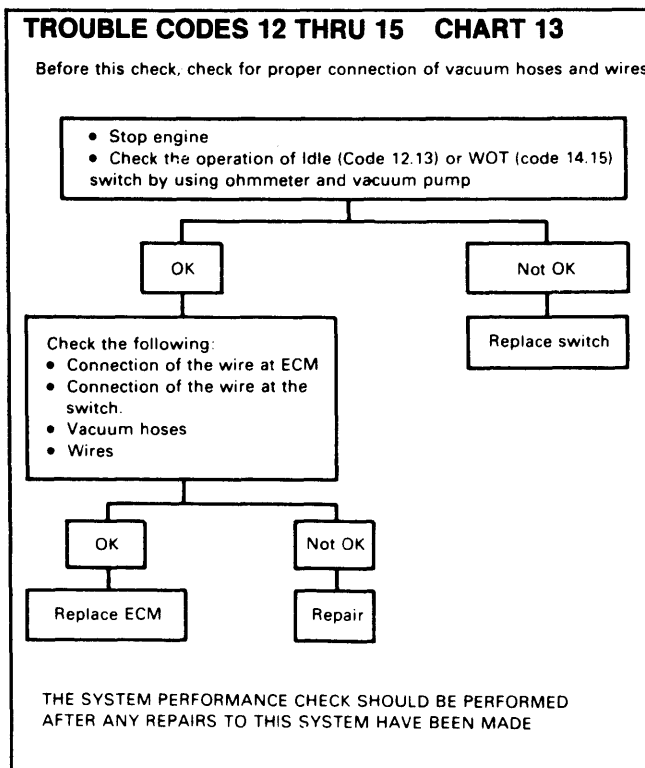 TROUBLE CODES 12 THRU 15 CHART 13
Before this check, check for proper connection of vacuum hoses and wires
• Stop engine
• Check the operation of Idle (Code 12.13) or WOT (code 14.15)
switch by using ohmmeter and vacuum pump
OK
Not OK
Check the following:
• Connection of the wire at ECM
• Connection of the wire at the
switch.
• Vacuum hoses
• Wires
Replace switch
OK
Not OK
Replace ECM
Repair
THE SYSTEM PERFORMANCE CHECK SHOULD BE PERFORMED
AFTER ANY REPAIRS TO THIS SYSTEM HAVE BEEN MADE